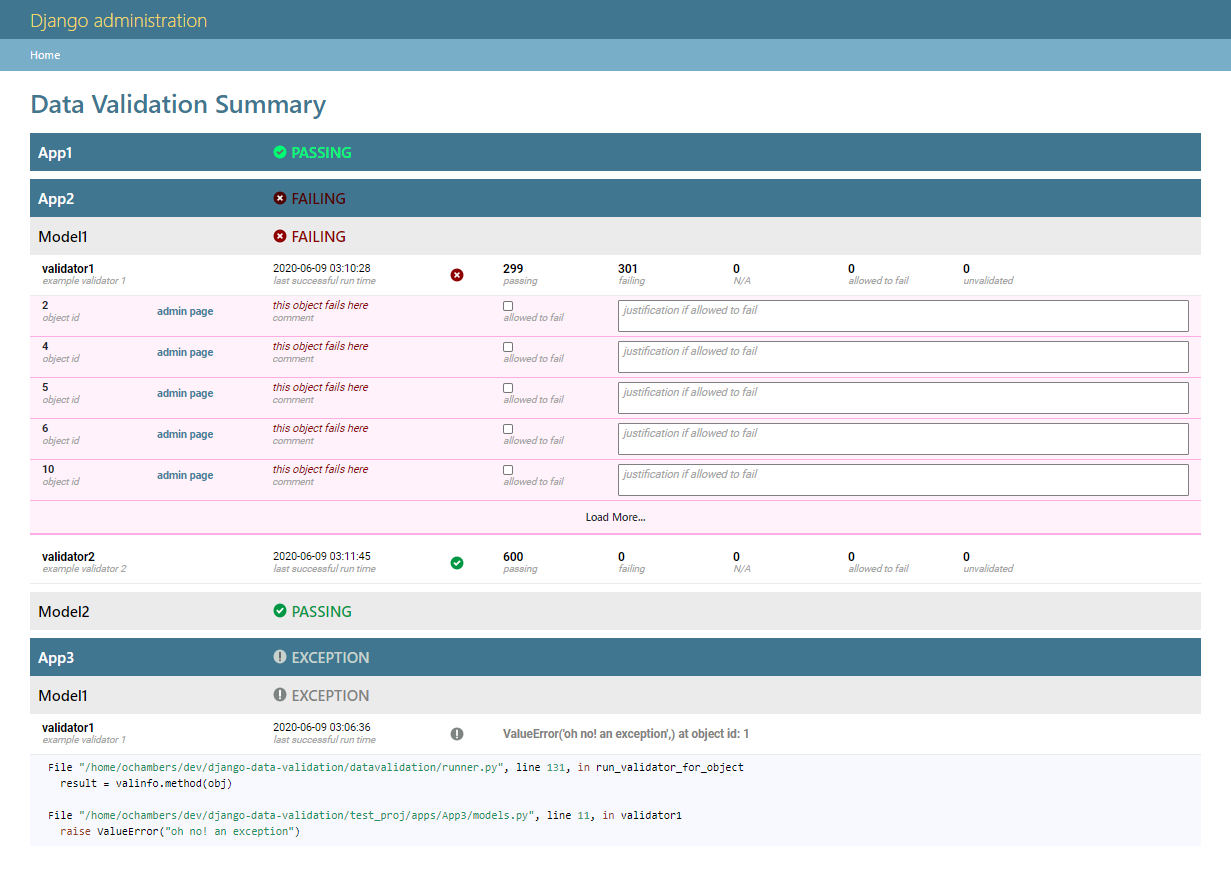 Django administration
Home
Data Validation Summary
App1 PASSING
App2 FAILING
Model1 FAILING
validator1 2020-06-09 03:10:28 299 301 0 0 0
example validator 1 last successful run time passing failing N/A allowed to fail unvalidated
2 admin page this object fails here justification if allowed to fail
object id comment allowed to fail
4 admin page this object fails here justification if allowed to fail
object id comment allowed to fail
5 admin page this object fails here justification if allowed to fail
object id comment allowed to fail
6 admin page this object fails here justification if allowed to fail
object id comment allowed to fail
10 admin page this object fails here justification if allowed to fail
object id comment allowed to fail
Load More...
validator2 2020-06-09 03:11:45 600 0 0 0 0
example validator 2 last successful run time passing failing N/A allowed to fail unvalidated
Model2 PASSING
App3 EXCEPTION
Model1 EXCEPTION
validator1 2020-06-09 03:06:36 ValueError('oh no! an exception',) at object id: 1
example validator 1 last successful run time
File "/home/ochambers/dev/django-data-validation/datavalidation/runner.py", line 131, in run_validator_for_object
result = valinfo.method(obj)
File "/home/ochambers/dev/django-data-validation/test_proj/apps/App3/models.py", line 11, in validator1
raise ValueError("oh no! an exception")